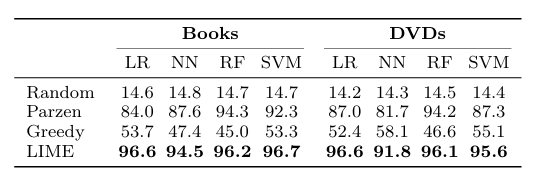 Books DVDs
LR NN RF SVM LR NN RF SVM
Random 14.6 14.8 14.7 14.7 14.2 14.3 14.5 14.4
Parzen 84.0 87.6 94.3 92.3 87.0 81.7 94.2 87.3
Greedy 53.7 47.4 45.0 53.3 52.4 58.1 46.6 55.1
LIME 96.6 94.5 96.2 96.7 96.6 91.8 96.1 95.6